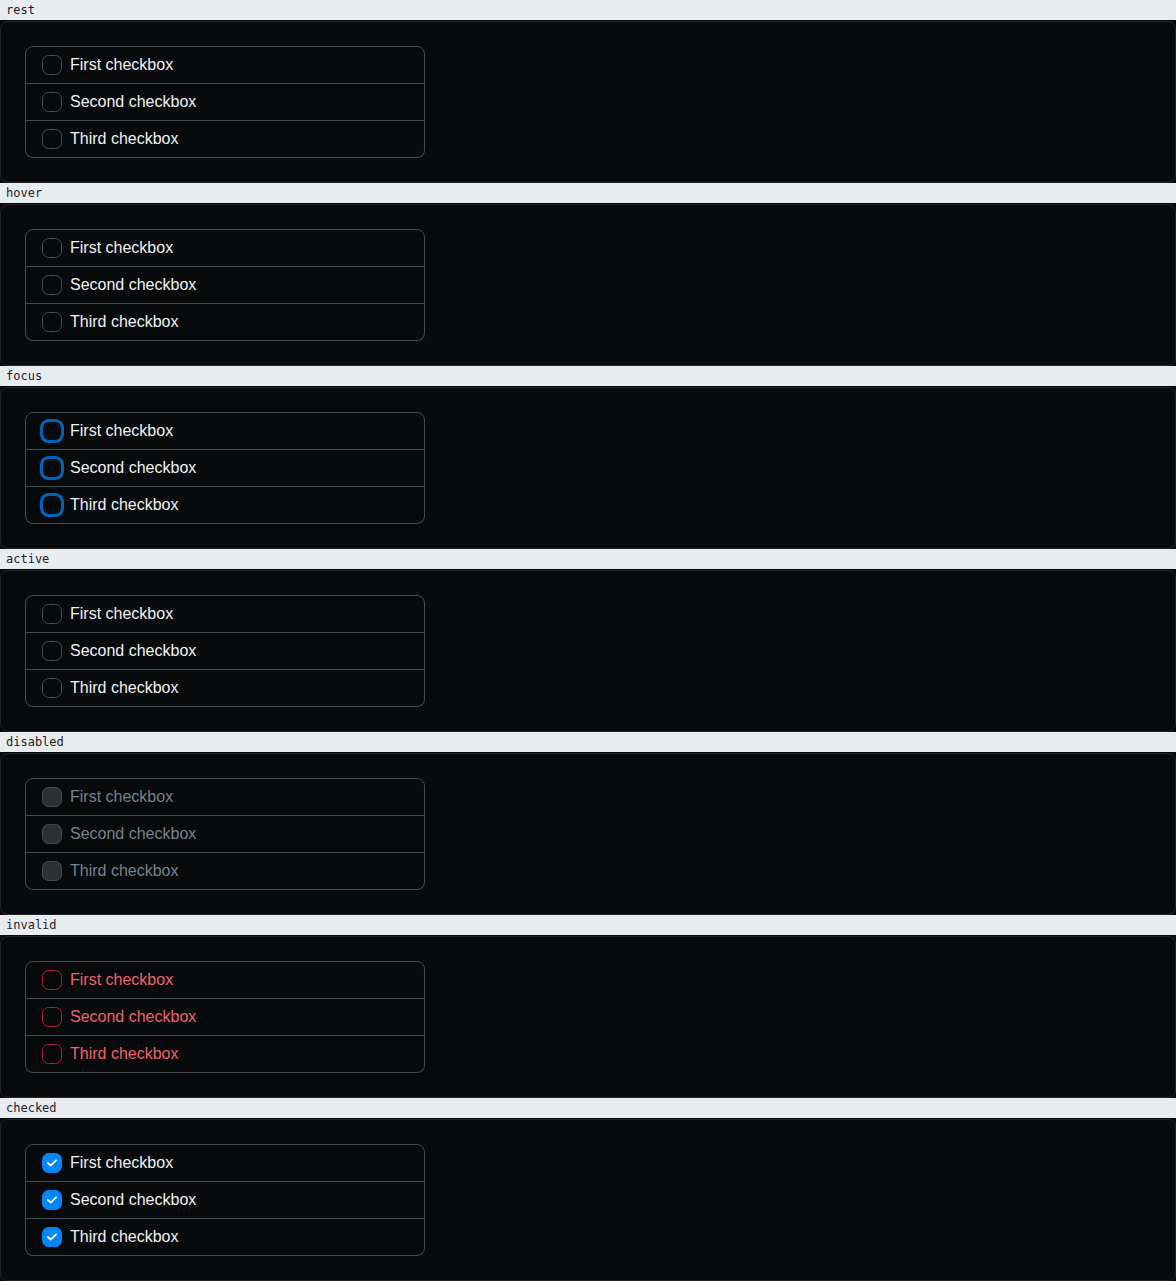 rest
First checkbox
Second checkbox
Third checkbox
hover
First checkbox
Second checkbox
Third checkbox
focus
First checkbox
Second checkbox
Third checkbox
active
First checkbox
Second checkbox
Third checkbox
disabled
First checkbox
Second checkbox
Third checkbox
invalid
First checkbox
Second checkbox
Third checkbox
checked
First checkbox
Second checkbox
Third checkbox